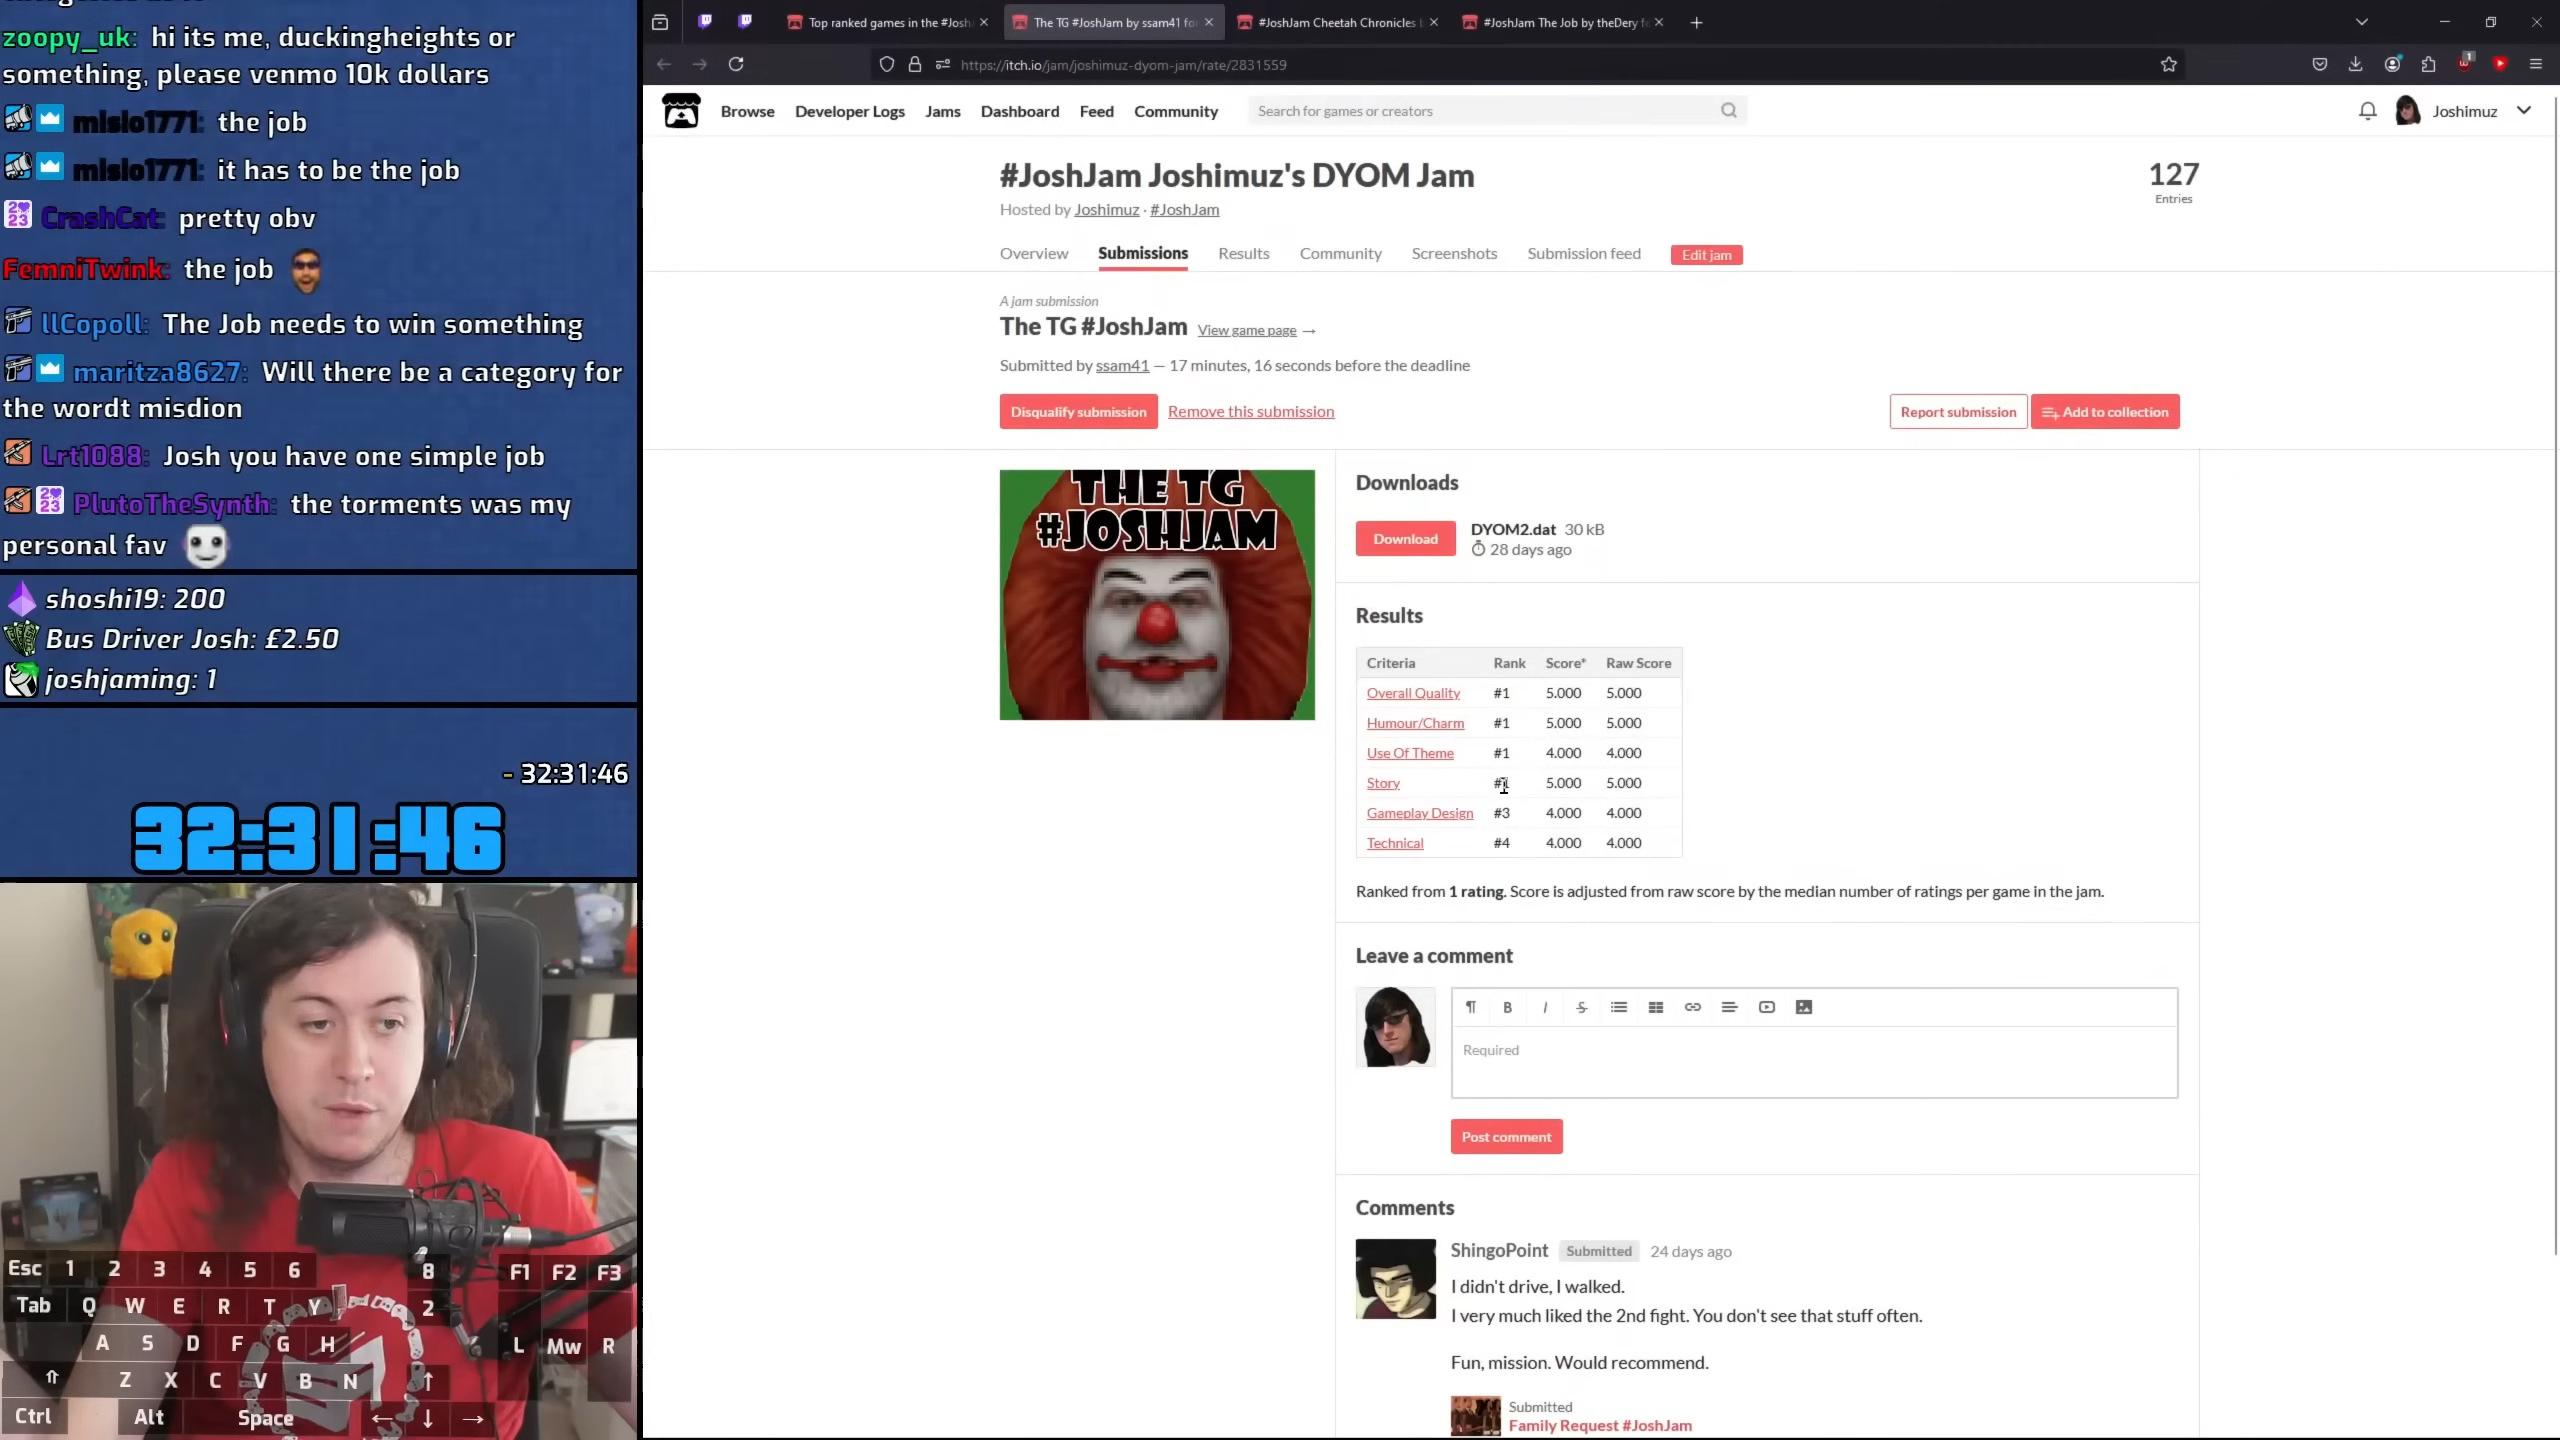 zoopy_uk: hi its me, duckingheights or
something, please venmo 10k dollars
mislo1771: the job
mislo1771: it has to be the job
CrashCat: pretty obv
FemniTwink: the job
llCopoll: The Job needs to win something
maritza8627: Will there be a category for
the wordt misdion
Lrt1088: Josh you have one simple job
PlutoTheSynth: the torments was my
personal fav
shoshi19: 200
Bus Driver Josh: £2.50
joshjaming: 1
- 32:31:46
32:31:46
Esc 1 2 3 4 5 6 8 F1 F2 F3
Tab Q W E R T Y 2
A S D F G H L Mw R
Z X C V B N ↑
Ctrl Alt Space ← ↓ →
Top ranked games in the #Josh
The TG #JoshJam by ssam41 fo
#JoshJam Cheetah Chronicles
#JoshJam The Job by theDery f
https://itch.io/jam/joshimuz-dyom-jam/rate/2831559
1
Browse Developer Logs Jams Dashboard Feed Community Search for games or creators Joshimuz
#JoshJam Joshimuz's DYOM Jam
Hosted by Joshimuz · #JoshJam
127
Entries
Overview Submissions Results Community Screenshots Submission feed Edit jam
A jam submission
The TG #JoshJam View game page →
Submitted by ssam41 — 17 minutes, 16 seconds before the deadline
Disqualify submission Remove this submission Report submission Add to collection
THE TG
#JOSHJAM
Downloads
Download DYOM2.dat 30 kB
28 days ago
Results
Criteria Rank Score* Raw Score
Overall Quality #1 5.000 5.000
Humour/Charm #1 5.000 5.000
Use Of Theme #1 4.000 4.000
Story #1 5.000 5.000
Gameplay Design #3 4.000 4.000
Technical #4 4.000 4.000
Ranked from 1 rating. Score is adjusted from raw score by the median number of ratings per game in the jam.
Leave a comment
Required
Post comment
Comments
ShingoPoint Submitted 24 days ago
I didn't drive, I walked.
I very much liked the 2nd fight. You don't see that stuff often.
Fun, mission. Would recommend.
Submitted
Family Request #JoshJam